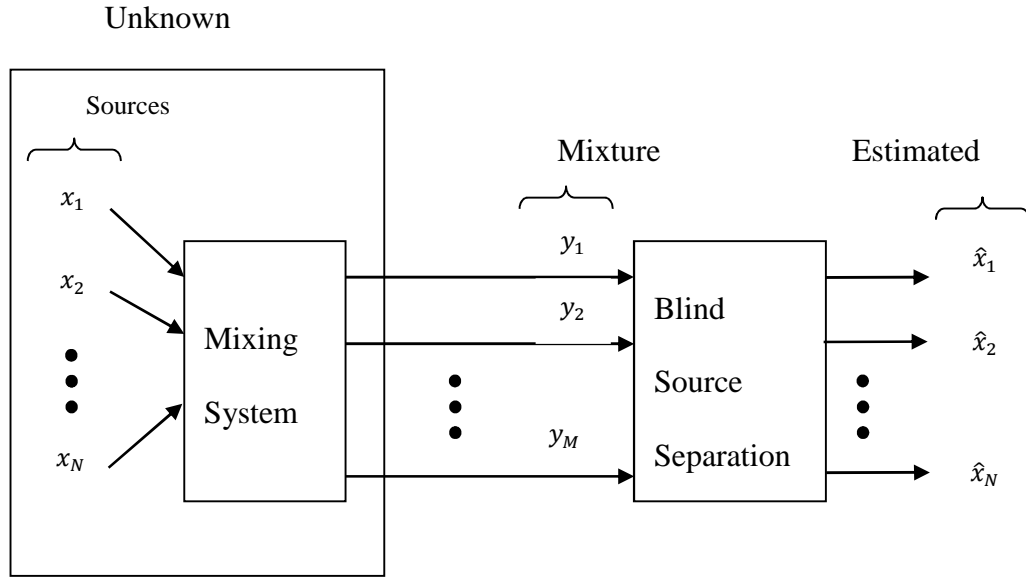 Unknown
Sources
Mixture
Estimated
x₁
y₁
x̂₁
x₂
y₂
Blind
Mixing
x̂₂
System
Source
x_N
y_M
Separation
x̂_N